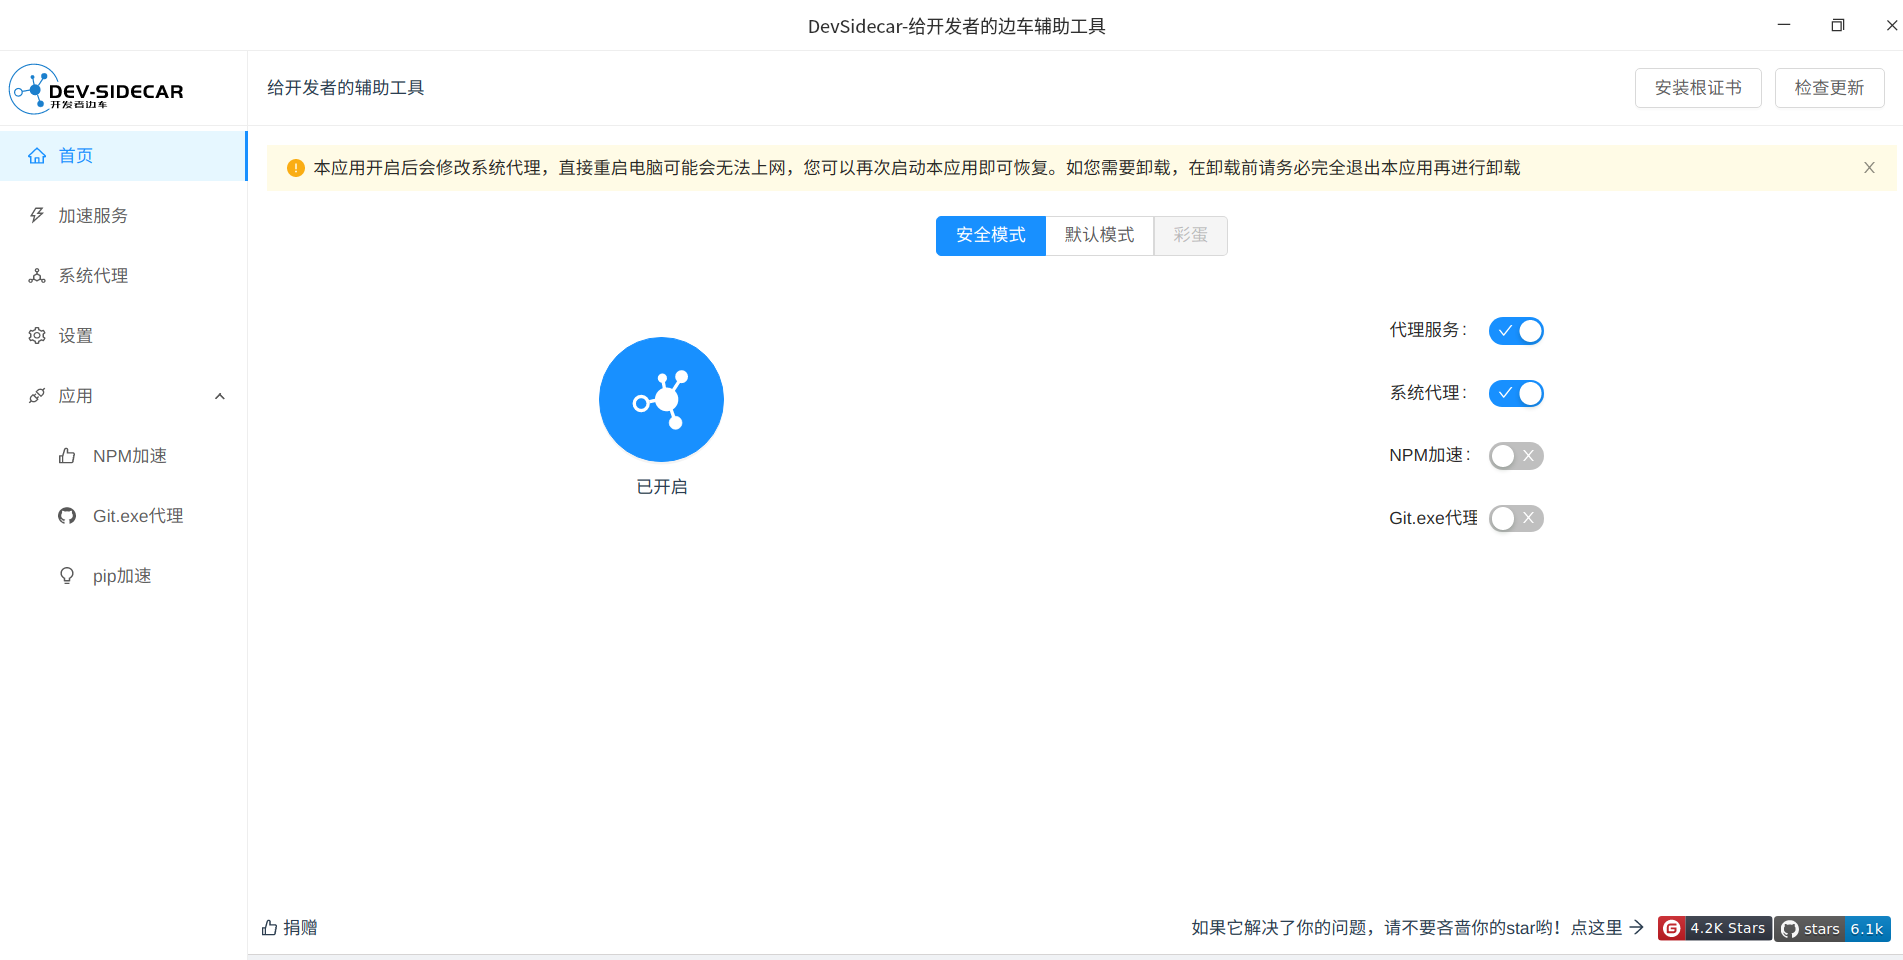 DevSidecar-给开发者的边车辅助工具
DEV-SIDECAR
开发者边车
给开发者的辅助工具
安装根证书
检查更新
首页
加速服务
系统代理
设置
应用
NPM加速
Git.exe代理
pip加速
本应用开启后会修改系统代理，直接重启电脑可能会无法上网，您可以再次启动本应用即可恢复。如您需要卸载，在卸载前请务必完全退出本应用再进行卸载
安全模式
默认模式
彩蛋
已开启
代理服务：
系统代理：
NPM加速：
Git.exe代理
捐赠
如果它解决了你的问题，请不要吝啬你的star哟！点这里
4.2K Stars
stars 6.1k